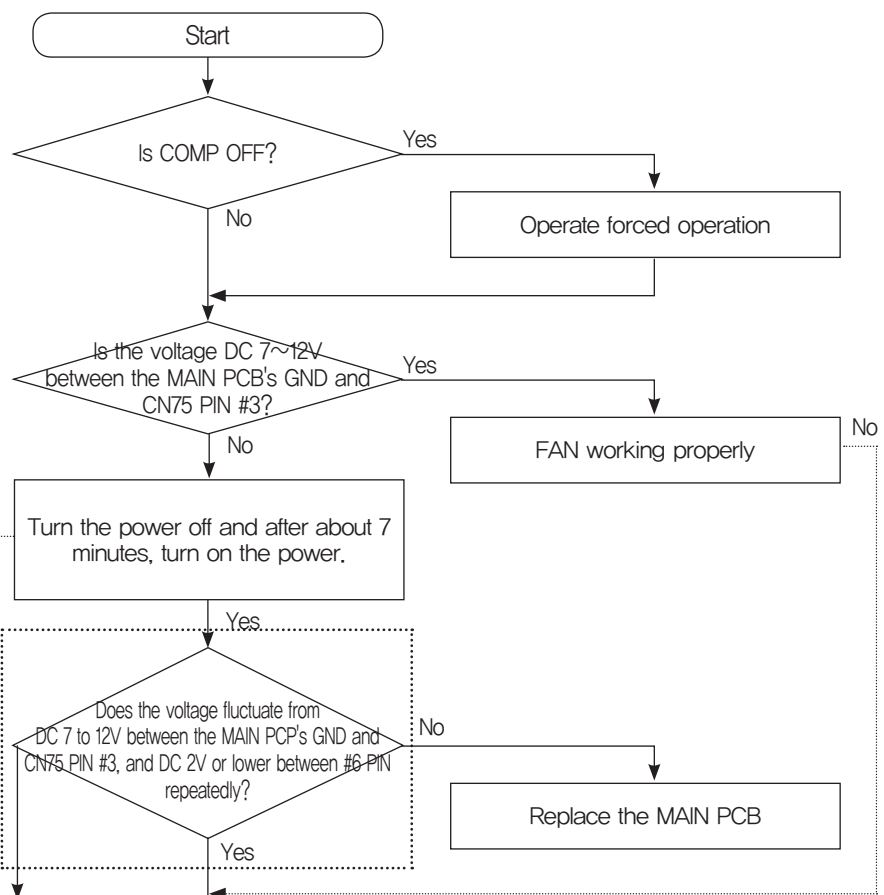 Start
Is COMP OFF?
Yes
No
Operate forced operation
Is the voltage DC 7～12V
between the MAIN PCB's GND and
CN75 PIN #3?
Yes
No
FAN working properly
No
Turn the power off and after about 7
minutes, turn on the power.
Yes
Does the voltage fluctuate from
DC 7 to 12V between the MAIN PCP's GND and
CN75 PIN #3, and DC 2V or lower between #6 PIN
repeatedly?
No
Replace the MAIN PCB
Yes